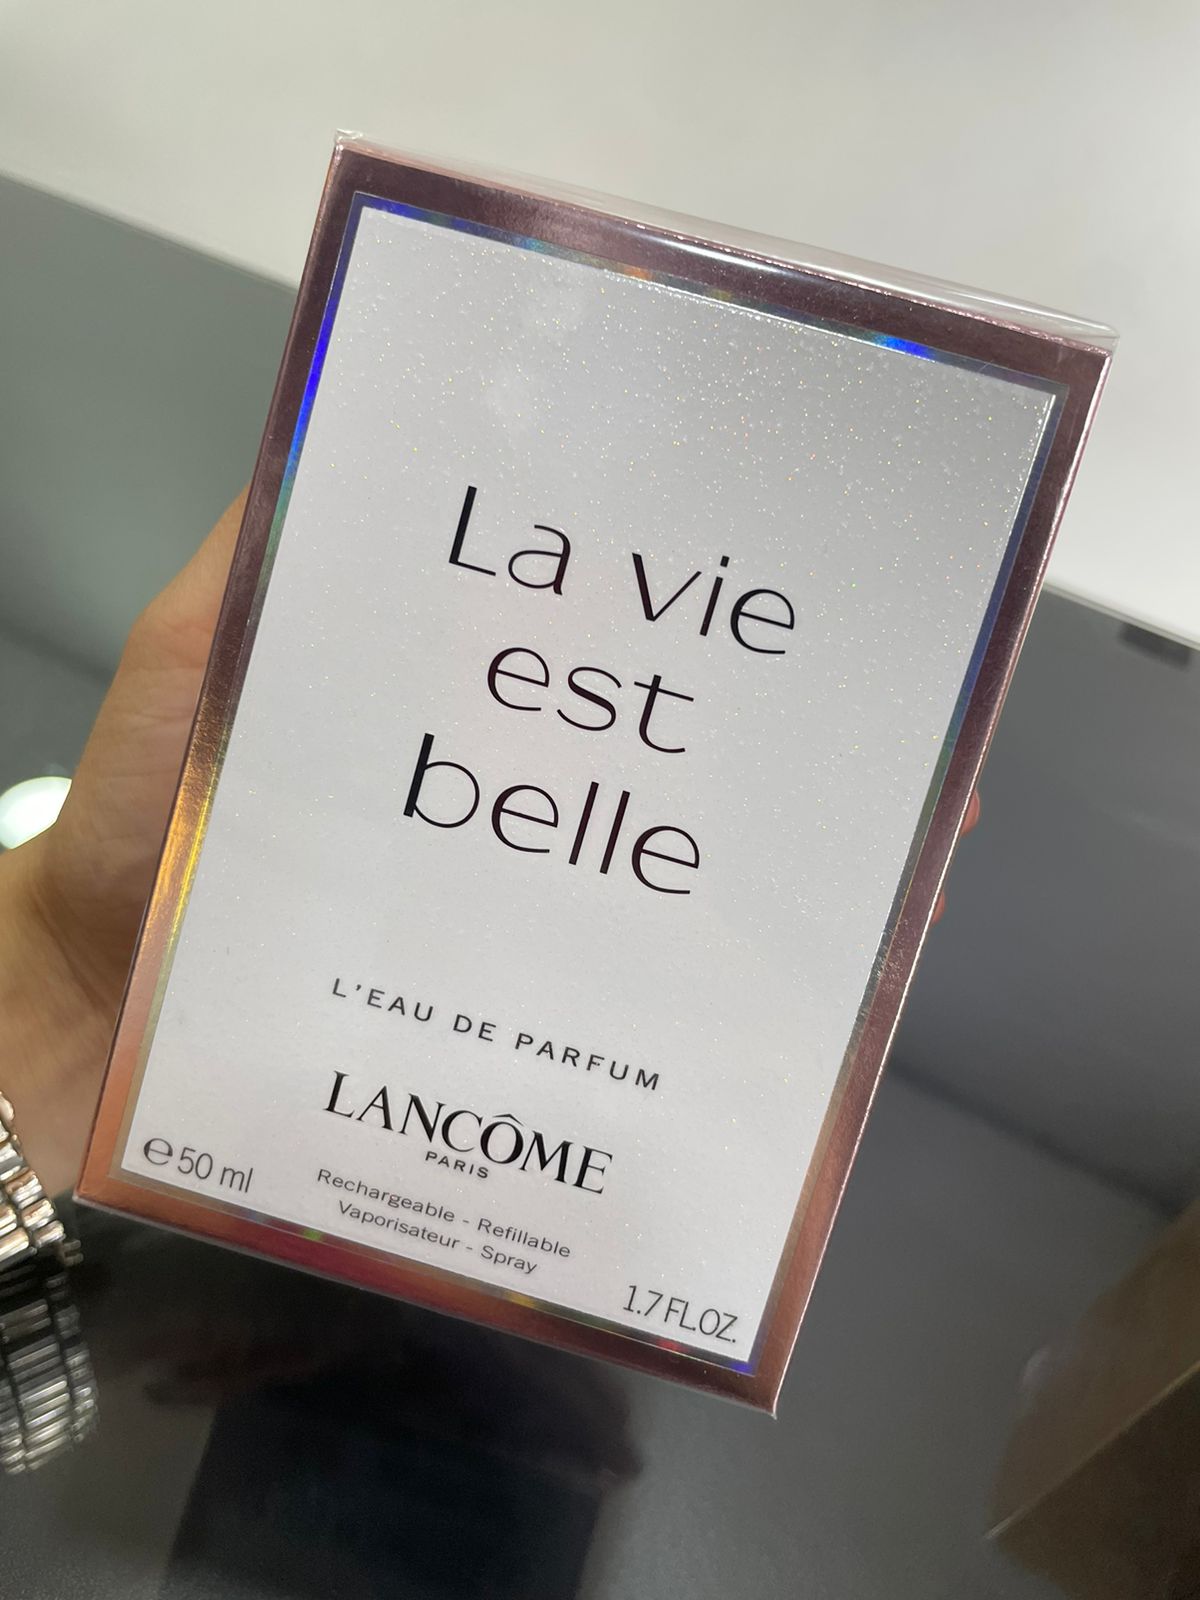 La vie
est
belle
L'EAU DE PARFUM
LANCÔME
PARIS
℮ 50 ml
Rechargeable - Refillable
Vaporisateur - Spray
1.7 FL.OZ.